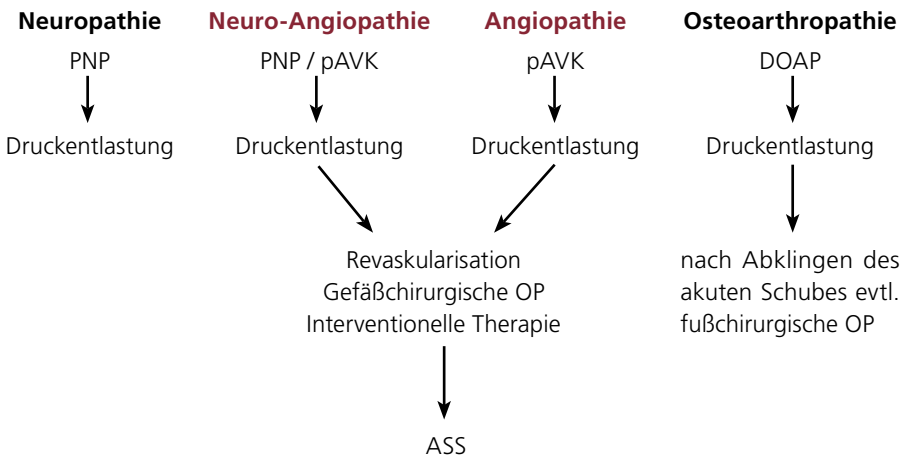 Neuropathie Neuro-Angiopathie Angiopathie Osteoarthropathie
PNP PNP / pAVK pAVK DOAP
Druckentlastung Druckentlastung Druckentlastung Druckentlastung
Revaskularisation nach Abklingen des
Gefäßchirurgische OP akuten Schubes evtl.
Interventionelle Therapie fußchirurgische OP
ASS